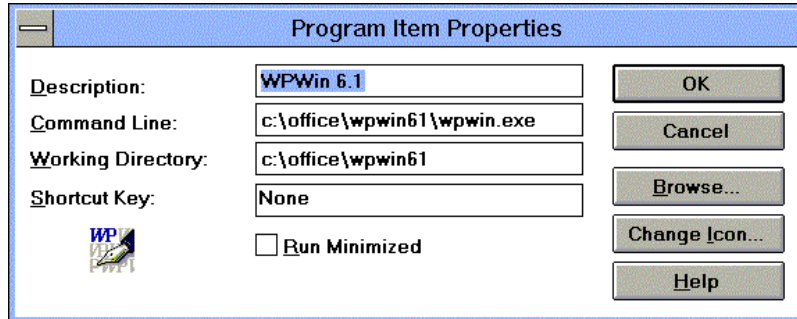 Program Item Properties
Description: WPWin 6.1
Command Line: c:\office\wpwin61\wpwin.exe
Working Directory: c:\office\wpwin61
Shortcut Key: None
WP
Run Minimized
OK
Cancel
Browse...
Change Icon...
Help